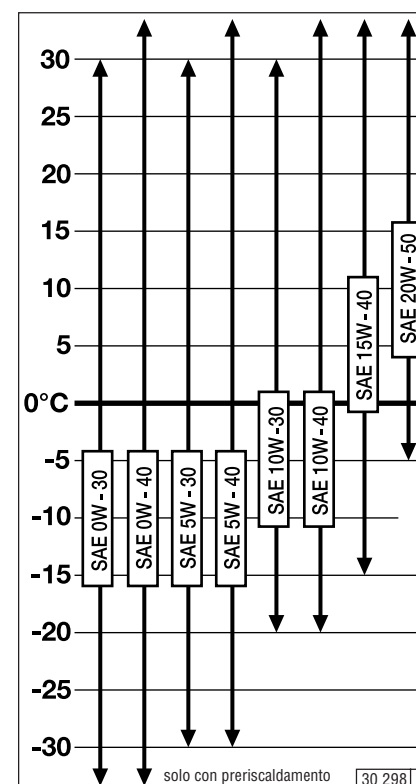 30
25
20
15
10
5
0°C
-5
-10
-15
-20
-25
-30
SAE 0W - 30
SAE 0W - 40
SAE 5W - 30
SAE 5W - 40
SAE 10W -30
SAE 10W -40
SAE 15W - 40
SAE 20W - 50
solo con preriscaldamento
30 298